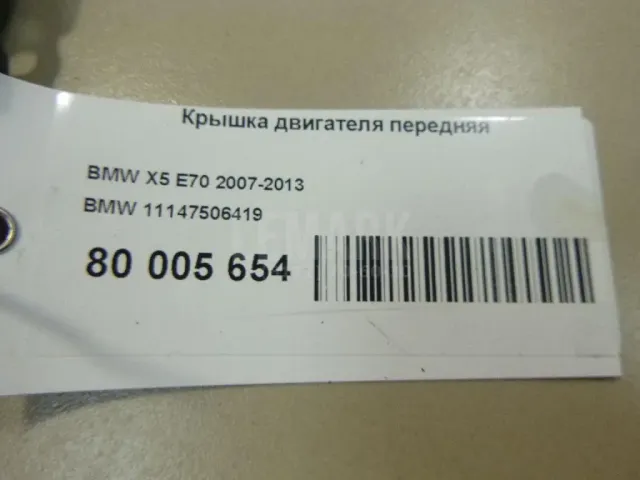 Крышка двигателя передняя
BMW X5 E70 2007-2013
BMW 11147506419
80 005 654